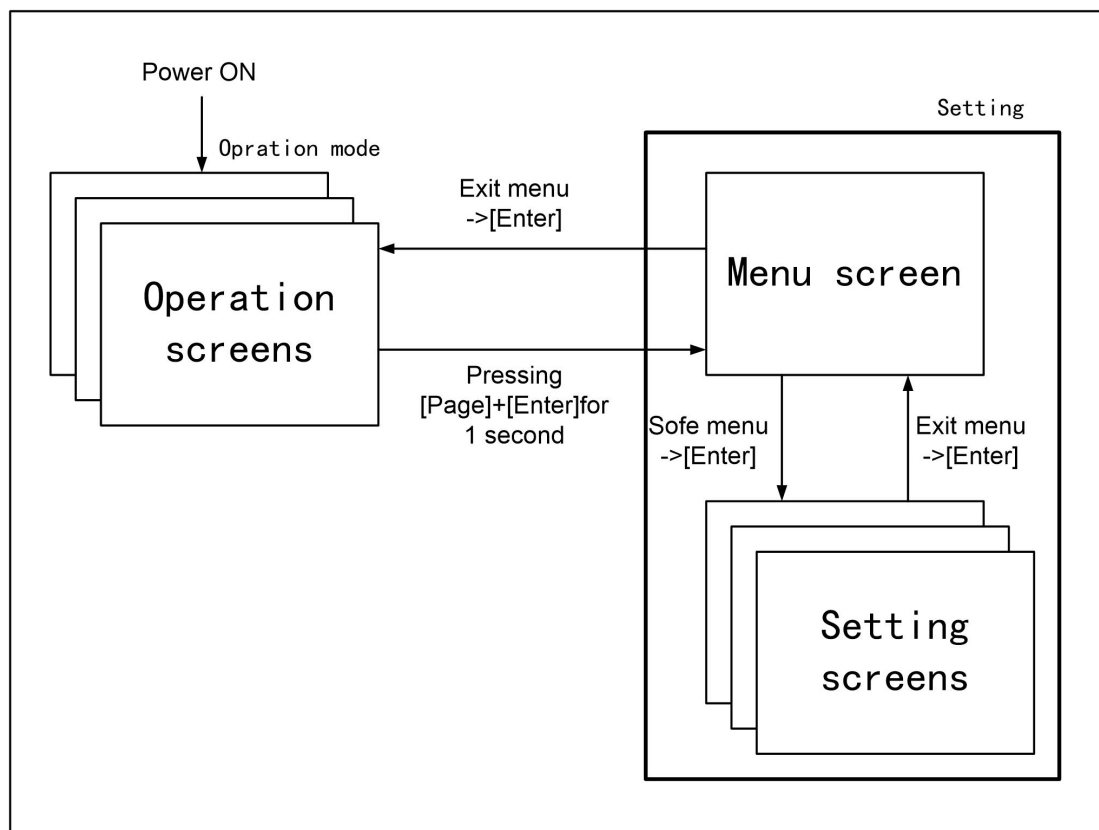 Power ON
Setting
Opration mode
Exit menu
->[Enter]
Menu screen
Operation
screens
Pressing
[Page]+[Enter]for
1 second
Sofe menu
->[Enter]
Exit menu
->[Enter]
Setting
screens